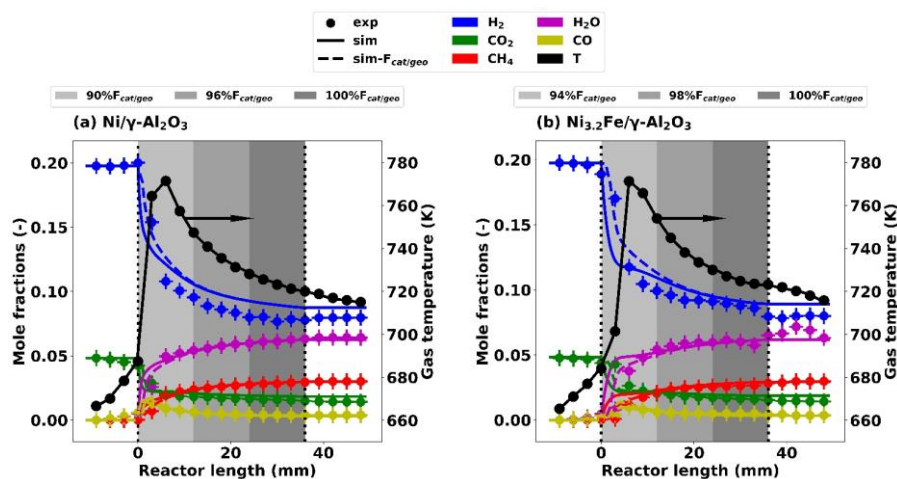 exp
sim
sim-F_cat/geo
H₂
CO₂
CH₄
H₂O
CO
T
90%F_cat/geo 96%F_cat/geo 100%F_cat/geo
94%F_cat/geo 98%F_cat/geo 100%F_cat/geo
(a) Ni/γ-Al₂O₃
(b) Ni₃.₂Fe/γ-Al₂O₃
Mole fractions (-)
0.20
0.15
0.10
0.05
0.00
780
760
740
720
700
680
660
Gas temperature (K)
0 20 40
Reactor length (mm)
Mole fractions (-)
0.20
0.15
0.10
0.05
0.00
780
760
740
720
700
680
660
Gas temperature (K)
0 20 40
Reactor length (mm)